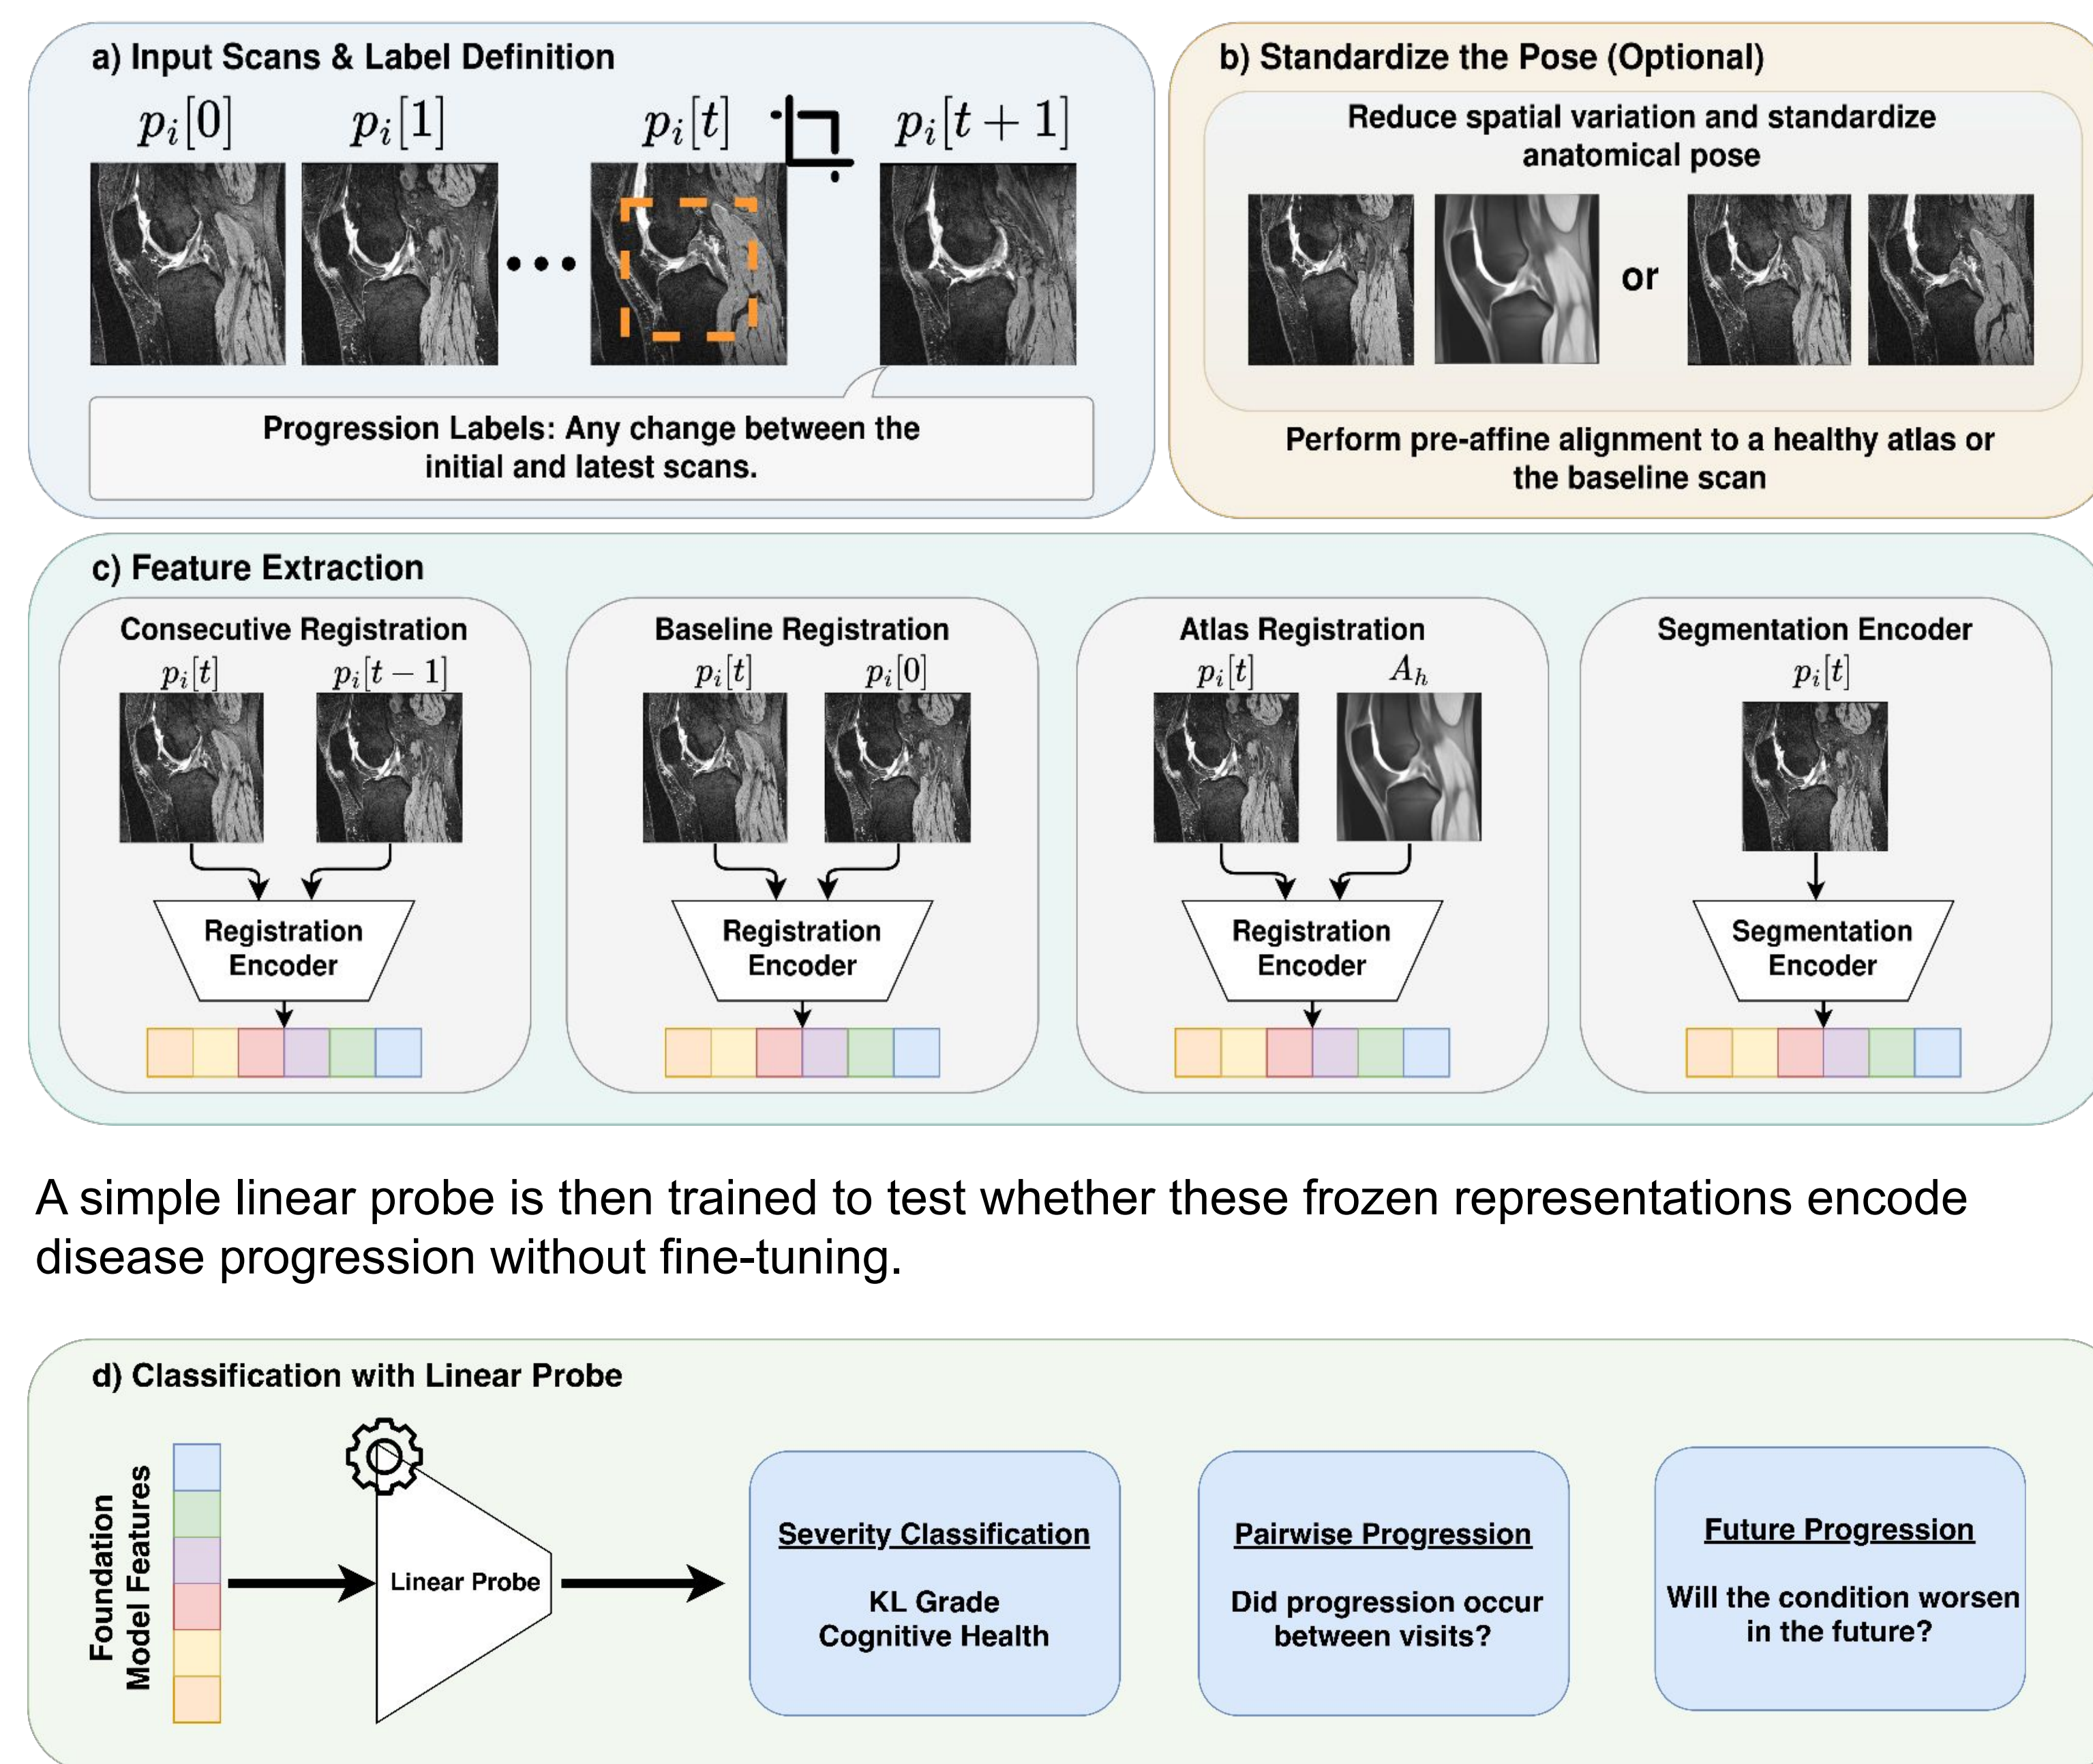 a) Input Scans & Label Definition
p_i[0]
p_i[1]
p_i[t]
p_i[t + 1]
Progression Labels: Any change between the
initial and latest scans.
b) Standardize the Pose (Optional)
Reduce spatial variation and standardize
anatomical pose
or
Perform pre-affine alignment to a healthy atlas or
the baseline scan
c) Feature Extraction
Consecutive Registration
p_i[t]
p_i[t − 1]
Registration
Encoder
Baseline Registration
p_i[t]
p_i[0]
Registration
Encoder
Atlas Registration
p_i[t]
A_h
Registration
Encoder
Segmentation Encoder
p_i[t]
Segmentation
Encoder
A simple linear probe is then trained to test whether these frozen representations encode
disease progression without fine-tuning.
d) Classification with Linear Probe
Foundation
Model Features
Linear Probe
Severity Classification
KL Grade
Cognitive Health
Pairwise Progression
Did progression occur
between visits?
Future Progression
Will the condition worsen
in the future?